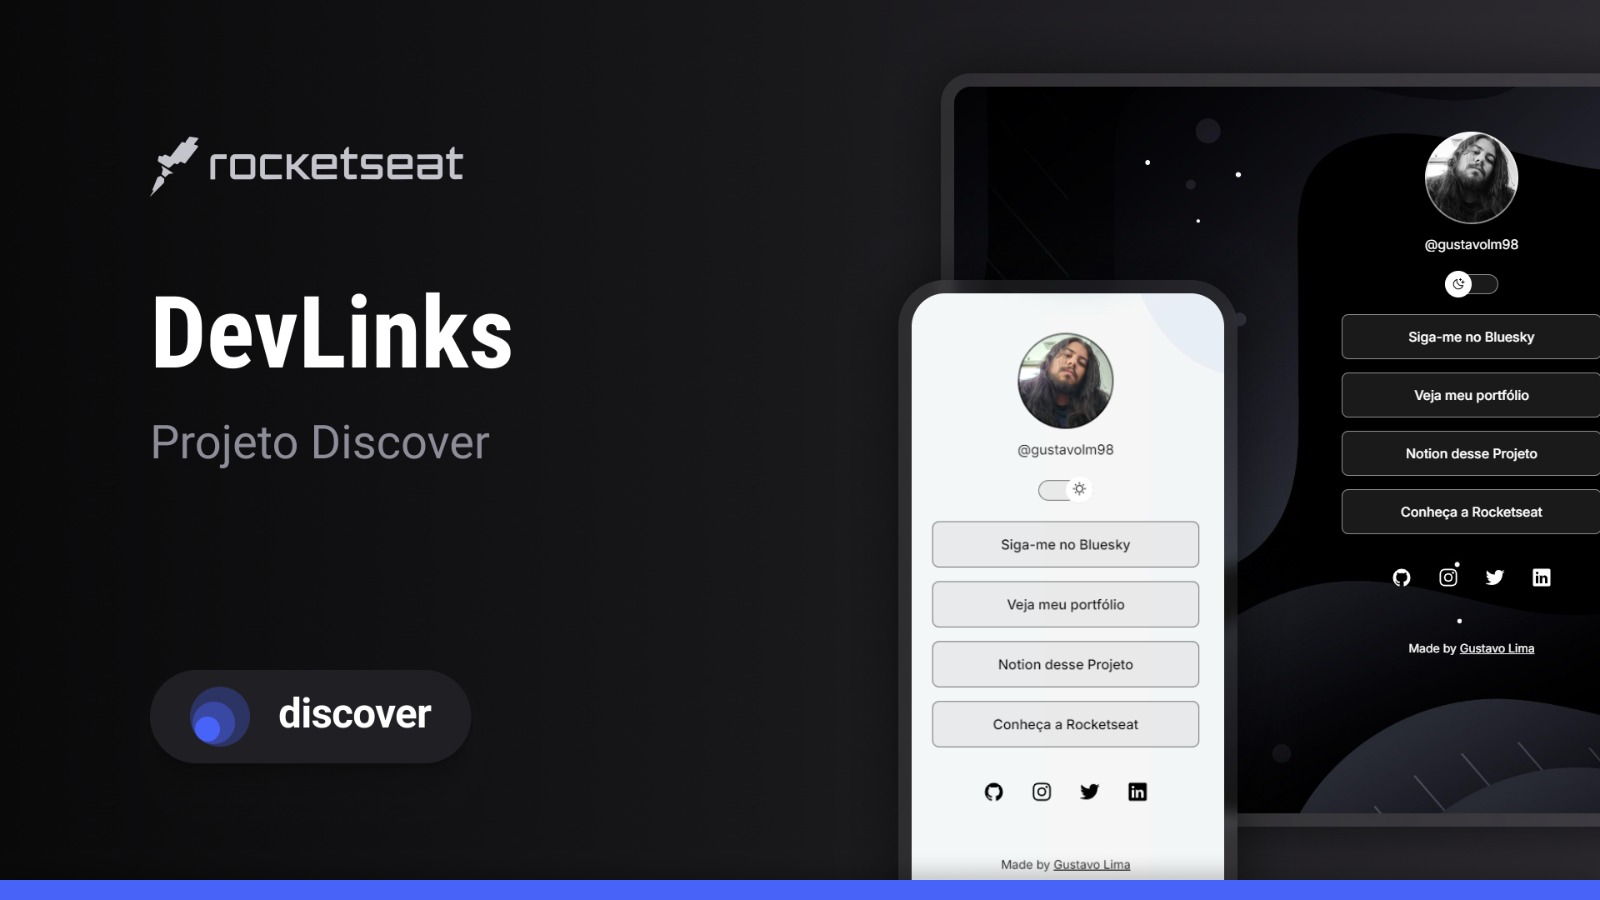 rocketseat
DevLinks
Projeto Discover
discover
@gustavolm98
Siga-me no Bluesky
Veja meu portfólio
Notion desse Projeto
Conheça a Rocketseat
Made by Gustavo Lima
@gustavolm98
Siga-me no Bluesky
Veja meu portfólio
Notion desse Projeto
Conheça a Rocketseat
Made by Gustavo Lima